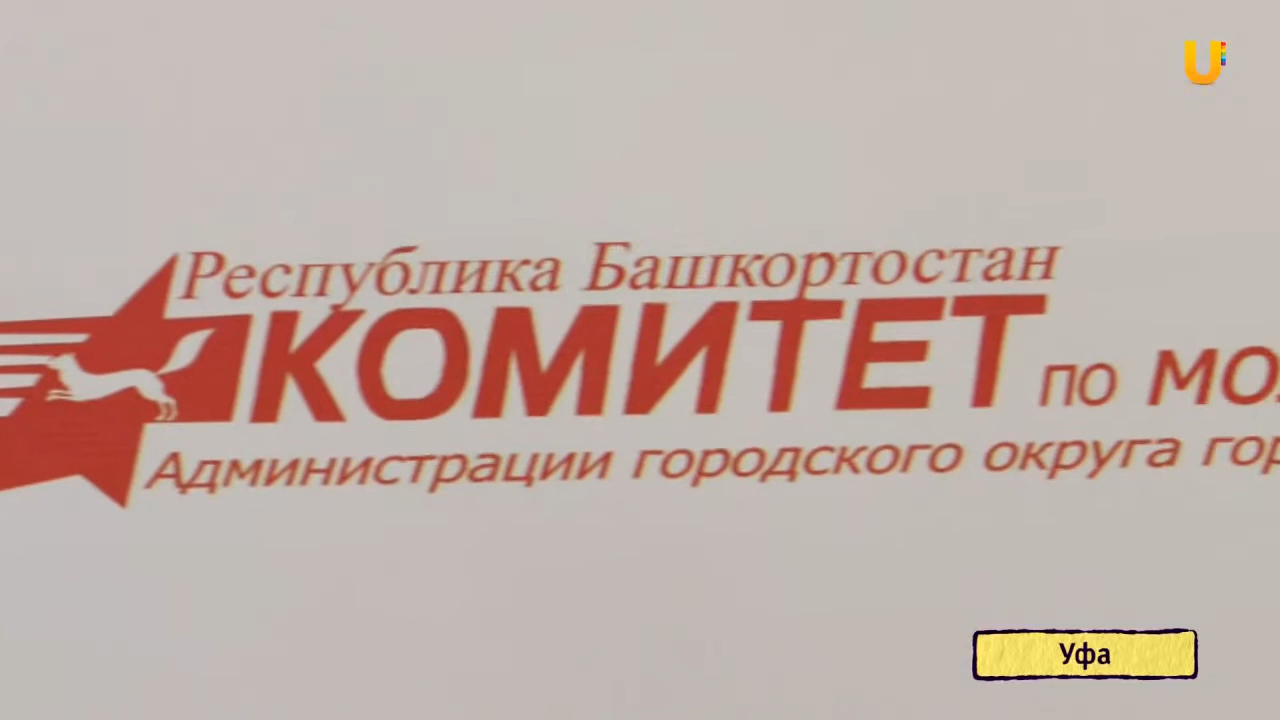 U
Республика Башкортостан
КОМИТЕТ по
Администрации городского округа
Уфа